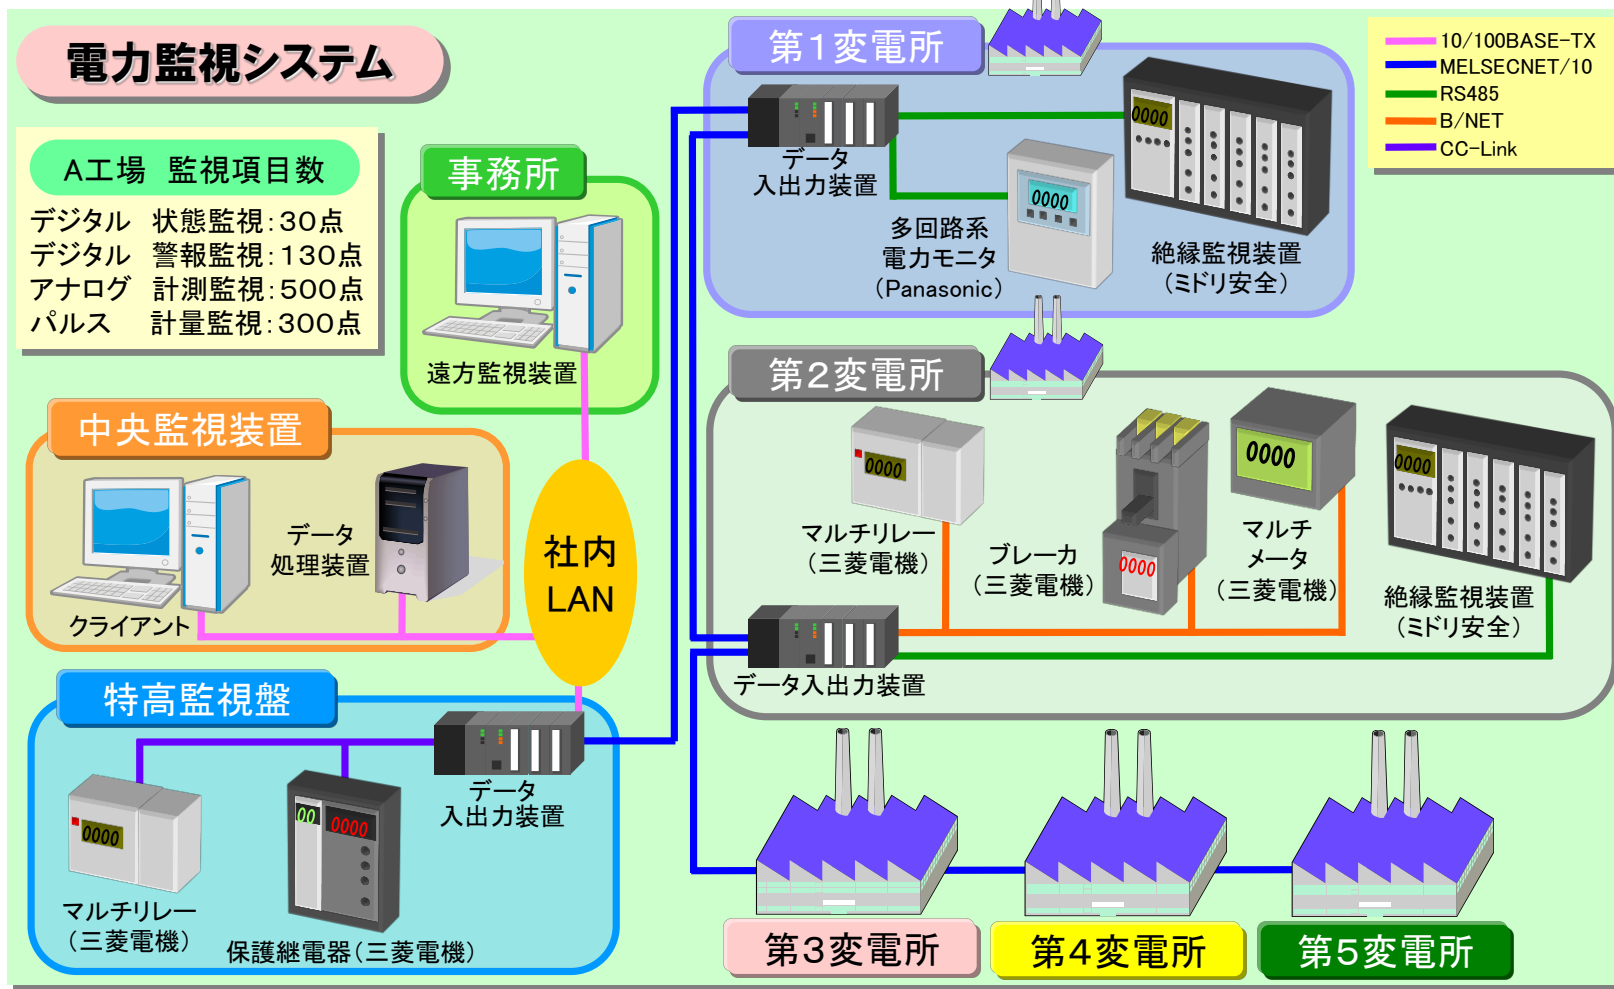 電力監視システム
A工場 監視項目数
デジタル 状態監視：30点
デジタル 警報監視：130点
アナログ 計測監視：500点
パルス 計量監視：300点
事務所
遠方監視装置
中央監視装置
データ
処理装置
クライアント
社内
LAN
特高監視盤
データ
入出力装置
0000
マルチリレー
（三菱電機）
00
0000
保護継電器（三菱電機）
第１変電所
データ
入出力装置
0000
多回路系
電力モニタ
（Panasonic）
0000
絶縁監視装置
（ミドリ安全）
10/100BASE-TX
MELSECNET/10
RS485
B/NET
CC-Link
第２変電所
0000
マルチリレー
（三菱電機）
0000
ブレーカ
（三菱電機）
0000
マルチ
メータ
（三菱電機）
0000
絶縁監視装置
（ミドリ安全）
データ入出力装置
第３変電所
第４変電所
第５変電所